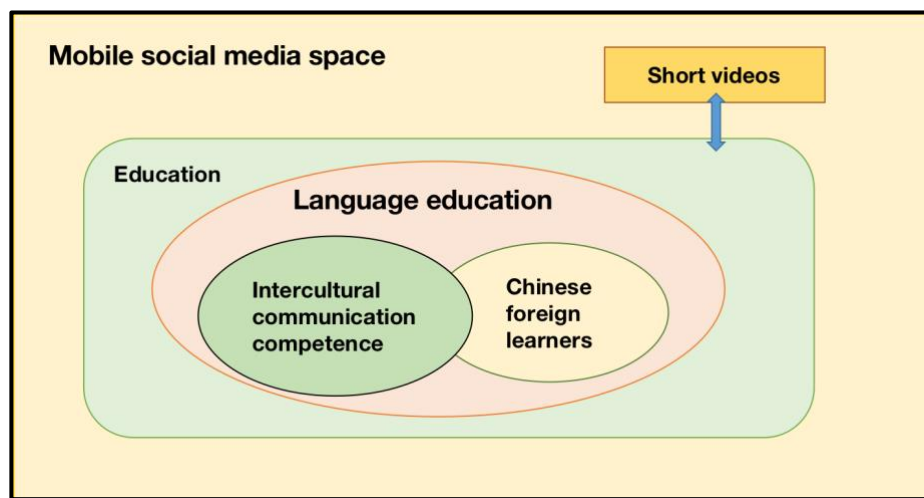 Mobile social media space
Short videos
Education
Language education
Intercultural
communication
competence
Chinese
foreign
learners